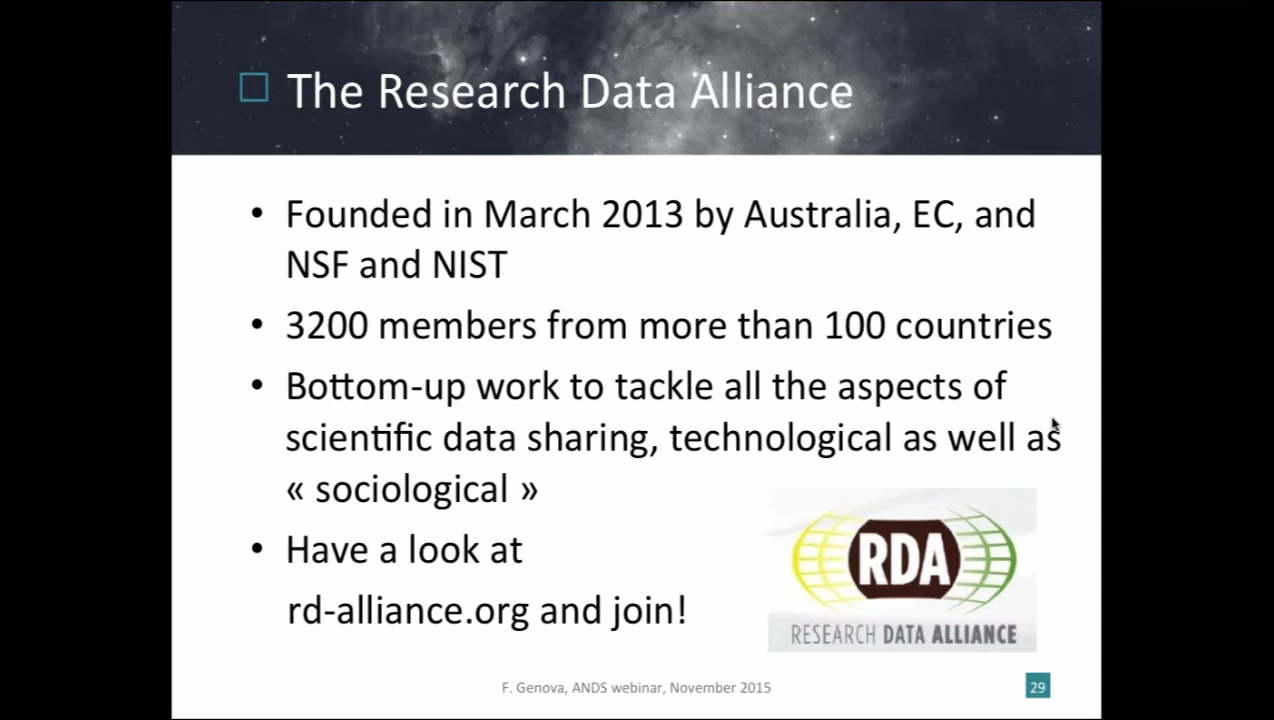 The Research Data Alliance
• Founded in March 2013 by Australia, EC, and
NSF and NIST
• 3200 members from more than 100 countries
• Bottom-up work to tackle all the aspects of
scientific data sharing, technological as well as
« sociological »
• Have a look at
rd-alliance.org and join!
RDA
RESEARCH DATA ALLIANCE
F. Genova, ANDS webinar, November 2015
29